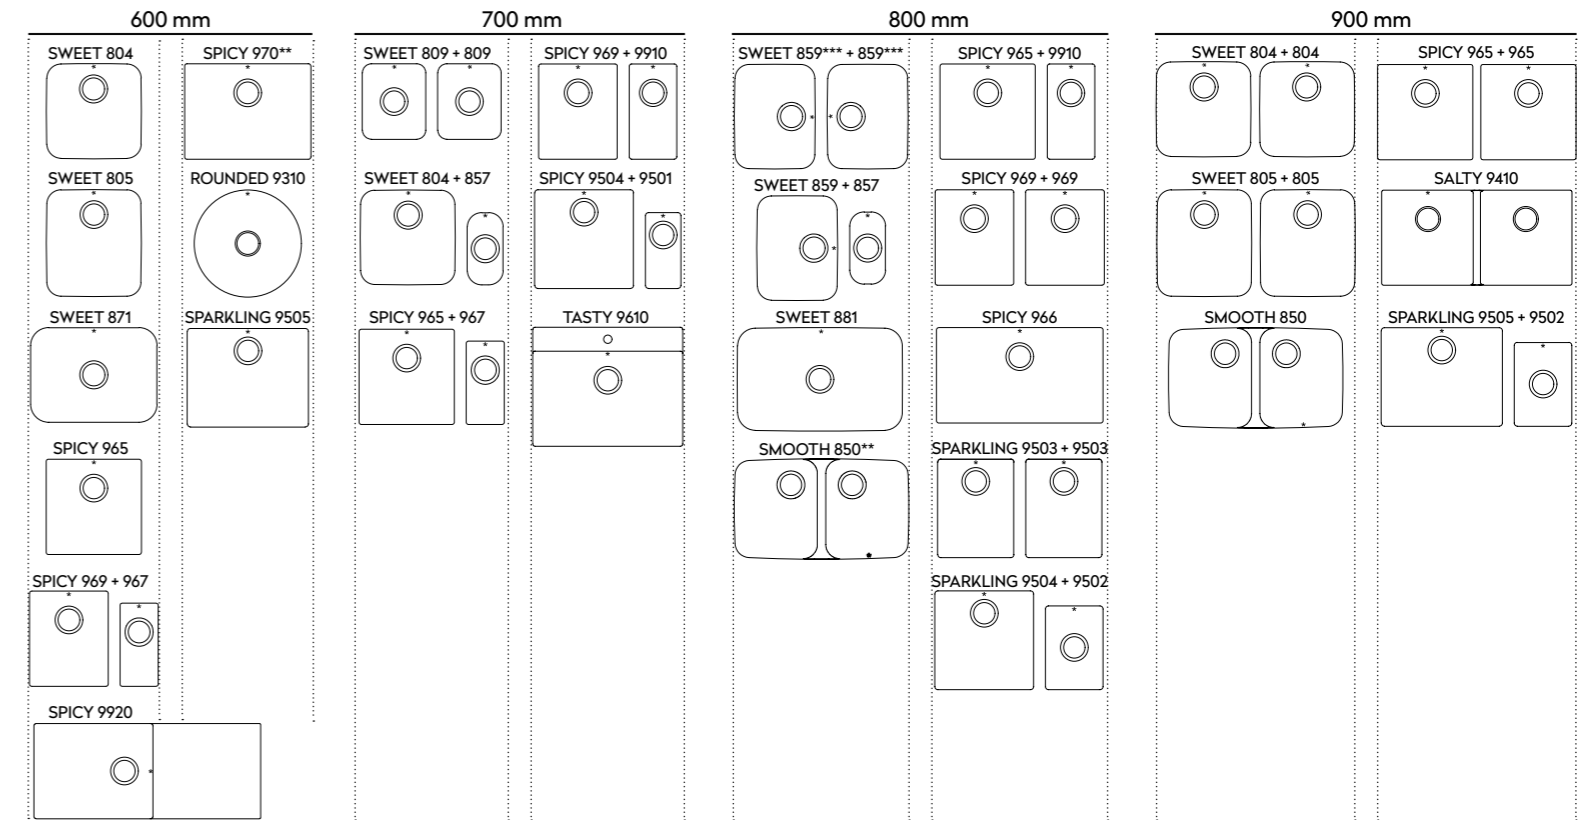 600 mm
700 mm
800 mm
900 mm
SWEET 804
SPICY 970**
SWEET 809 + 809
SPICY 969 + 9910
SWEET 859*** + 859***
SPICY 965 + 9910
SWEET 804 + 804
SPICY 965 + 965
SWEET 805
ROUNDED 9310
SWEET 804 + 857
SPICY 9504 + 9501
SWEET 859 + 857
SPICY 969 + 969
SWEET 805 + 805
SALTY 9410
SWEET 871
SPARKLING 9505
SPICY 965 + 967
TASTY 9610
SWEET 881
SPICY 966
SMOOTH 850
SPARKLING 9505 + 9502
SPICY 965
SMOOTH 850**
SPARKLING 9503 + 9503
SPICY 969 + 967
SPARKLING 9504 + 9502
SPICY 9920